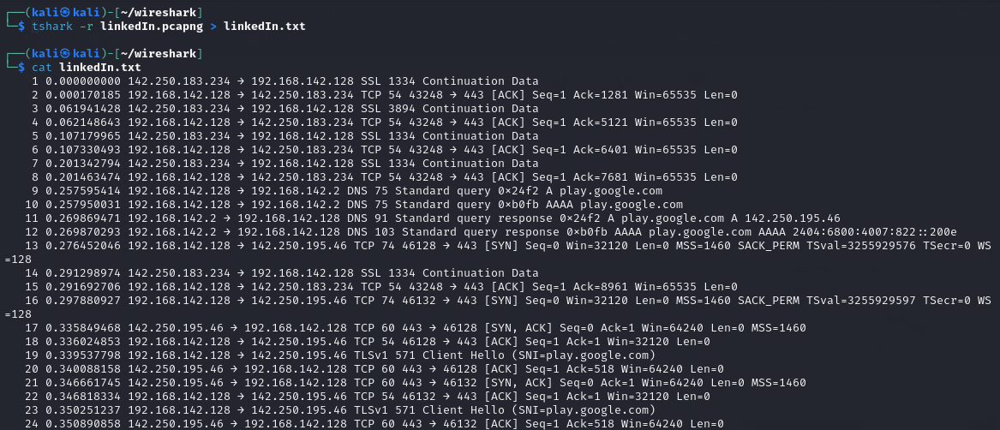 ┌──(kali㉿kali)-[~/wireshark]
└─$ tshark -r linkedIn.pcapng > linkedIn.txt
┌──(kali㉿kali)-[~/wireshark]
└─$ cat linkedIn.txt
1 0.000000000 142.250.183.234 → 192.168.142.128 SSL 1334 Continuation Data
2 0.000170185 192.168.142.128 → 142.250.183.234 TCP 54 43248 → 443 [ACK] Seq=1 Ack=1281 Win=65535 Len=0
3 0.061941428 142.250.183.234 → 192.168.142.128 SSL 3894 Continuation Data
4 0.062148643 192.168.142.128 → 142.250.183.234 TCP 54 43248 → 443 [ACK] Seq=1 Ack=5121 Win=65535 Len=0
5 0.107179965 142.250.183.234 → 192.168.142.128 SSL 1334 Continuation Data
6 0.107330493 192.168.142.128 → 142.250.183.234 TCP 54 43248 → 443 [ACK] Seq=1 Ack=6401 Win=65535 Len=0
7 0.201342794 142.250.183.234 → 192.168.142.128 SSL 1334 Continuation Data
8 0.201463474 192.168.142.128 → 142.250.183.234 TCP 54 43248 → 443 [ACK] Seq=1 Ack=7681 Win=65535 Len=0
9 0.257595414 192.168.142.128 → 192.168.142.2 DNS 75 Standard query 0×24f2 A play.google.com
10 0.257950031 192.168.142.128 → 192.168.142.2 DNS 75 Standard query 0×b0fb AAAA play.google.com
11 0.269869471 192.168.142.2 → 192.168.142.128 DNS 91 Standard query response 0×24f2 A play.google.com A 142.250.195.46
12 0.269870293 192.168.142.2 → 192.168.142.128 DNS 103 Standard query response 0×b0fb AAAA play.google.com AAAA 2404:6800:4007:822::200e
13 0.276452046 192.168.142.128 → 142.250.195.46 TCP 74 46128 → 443 [SYN] Seq=0 Win=32120 Len=0 MSS=1460 SACK_PERM TSval=3255929576 TSecr=0 WS
=128
14 0.291298974 142.250.183.234 → 192.168.142.128 SSL 1334 Continuation Data
15 0.291692706 192.168.142.128 → 142.250.183.234 TCP 54 43248 → 443 [ACK] Seq=1 Ack=8961 Win=65535 Len=0
16 0.297880927 192.168.142.128 → 142.250.195.46 TCP 74 46132 → 443 [SYN] Seq=0 Win=32120 Len=0 MSS=1460 SACK_PERM TSval=3255929597 TSecr=0 WS
=128
17 0.335849468 142.250.195.46 → 192.168.142.128 TCP 60 443 → 46128 [SYN, ACK] Seq=0 Ack=1 Win=64240 Len=0 MSS=1460
18 0.336024853 192.168.142.128 → 142.250.195.46 TCP 54 46128 → 443 [ACK] Seq=1 Ack=1 Win=32120 Len=0
19 0.339537798 192.168.142.128 → 142.250.195.46 TLSv1 571 Client Hello (SNI=play.google.com)
20 0.340088158 142.250.195.46 → 192.168.142.128 TCP 60 443 → 46128 [ACK] Seq=1 Ack=518 Win=64240 Len=0
21 0.346661745 142.250.195.46 → 192.168.142.128 TCP 60 443 → 46132 [SYN, ACK] Seq=0 Ack=1 Win=64240 Len=0 MSS=1460
22 0.346818334 192.168.142.128 → 142.250.195.46 TCP 54 46132 → 443 [ACK] Seq=1 Ack=1 Win=32120 Len=0
23 0.350251237 192.168.142.128 → 142.250.195.46 TLSv1 571 Client Hello (SNI=play.google.com)
24 0.350890858 142.250.195.46 → 192.168.142.128 TCP 60 443 → 46132 [ACK] Seq=1 Ack=518 Win=64240 Len=0